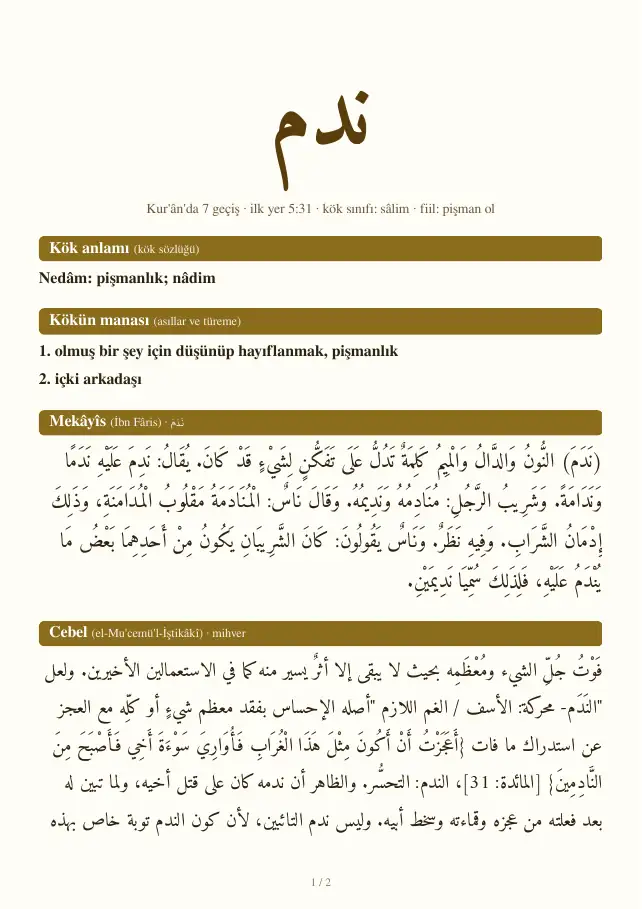 ندم
Kur'ân'da 7 geçiş · ilk yer 5:31 · kök sınıfı: sâlim · fiil: pişman ol
Kök anlamı (kök sözlüğü)
Nedâm: pişmanlık; nâdim
Kökün manası (asıllar ve türeme)
1. olmuş bir şey için düşünüp hayıflanmak, pişmanlık
2. içki arkadaşı
Mekâyîs (İbn Fâris) · نَدَمَ
(نَدَمَ) النُّونُ وَالدَّالُ وَالْمِيمُ كَلِمَةٌ تَدُلُّ عَلَى تَفَكُّنٍ لِشَيْءٍ قَدْ كَانَ. يُقَالُ: نَدِمَ عَلَيْهِ نَدَمًا
وَنَدَامَةً. وَشَرِيبُ الرَّجُلِ: مُنَادِمُهُ وَنَدِيمُهُ. وَقَالَ نَاسٌ: الْمُنَادَمَةُ مَقْلُوبُ الْمُدَامَنَةِ، وَذَلِكَ
إِدْمَانُ الشَّرَابِ. وَفِيهِ نَظَرٌ. وَنَاسٌ يَقُولُونَ: كَانَ الشَّرِيبَانِ يَكُونُ مِنْ أَحَدِهِمَا بَعْضُ مَا
يُنْدَمُ عَلَيْهِ، فَلِذَلِكَ سُمِّيَا نَدِيمَيْنِ.
Cebel (el-Mu'cemü'l-İştikâkî) · mihver
فَوْتُ جُلِّ الشيء ومُعْظَمِه بحيث لا يبقى إلا أثرٌ يسير منه كما في الاستعمالين الأخيرين. ولعل
"النَدَم- محركة: الأسف / الغم اللازم "أصله الإحساس بفقد معظم شيءٍ أو كلّه مع العجز
عن استدراك ما فات {أَعَجَزْتُ أَنْ أَكُونَ مِثْلَ هَذَا الْغُرَابِ فَأُوَارِيَ سَوْءَةَ أَخِي فَأَصْبَحَ مِنَ
النَّادِمِينَ} [المائدة: 31]، الندم: التحسُّر. والظاهر أن ندمه كان على قتل أخيه، ولما تبين له
بعد فعلته من عجزه وقماءته وسخط أبيه. وليس ندم التائبين، لأن كون الندم توبة خاص بهذه
1 / 2